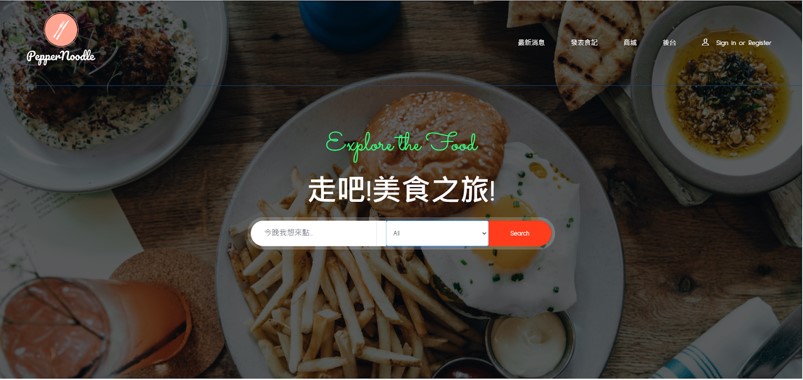 PepperNoodle
最新消息 發表食記 商城 後台 Sign In or Register
Explore the Food
走吧!美食之旅!
今晚我想來點... All Search